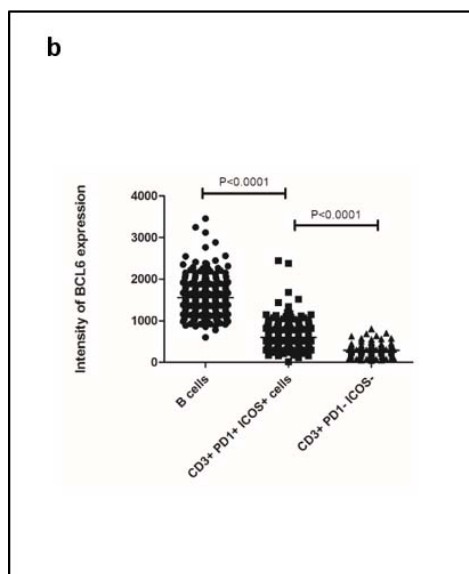 b
P<0.0001
P<0.0001
Intensity of BCL6 expression
4000
3000
2000
1000
0
B cells
CD3+ PD1+ ICOS+ cells
CD3+ PD1- ICOS-